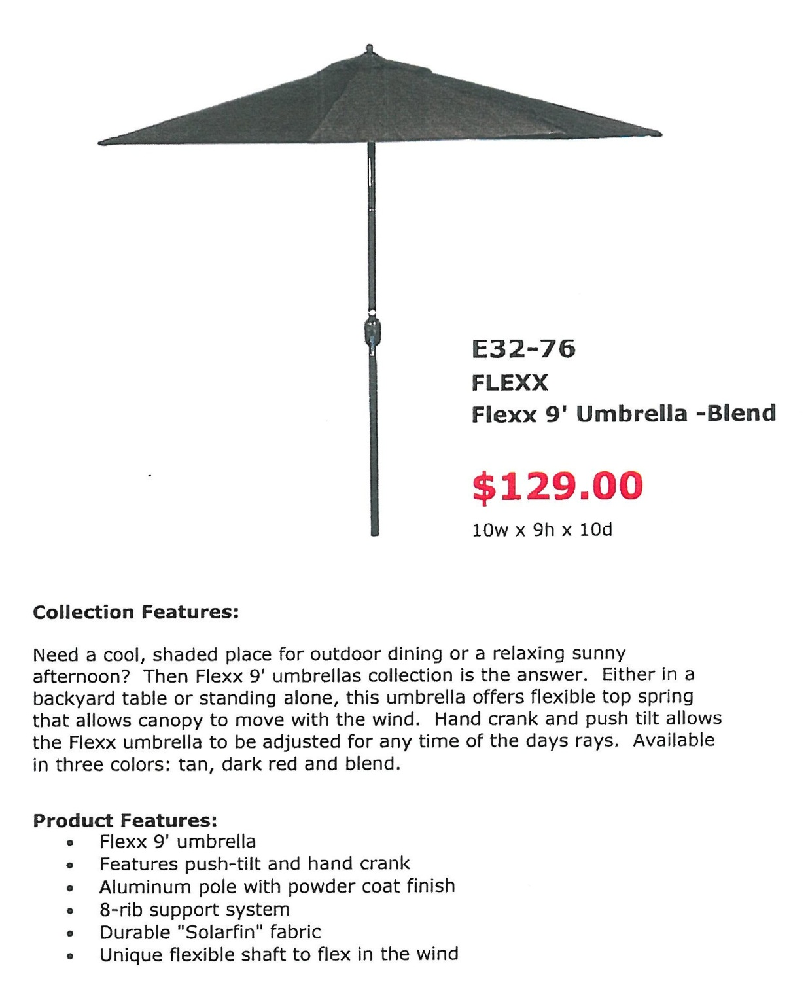 E32-76
FLEXX
Flexx 9' Umbrella -Blend
$129.00
10w x 9h x 10d
Collection Features:
Need a cool, shaded place for outdoor dining or a relaxing sunny
afternoon?  Then Flexx 9' umbrellas collection is the answer.  Either in a
backyard table or standing alone, this umbrella offers flexible top spring
that allows canopy to move with the wind.  Hand crank and push tilt allows
the Flexx umbrella to be adjusted for any time of the days rays.  Available
in three colors: tan, dark red and blend.
Product Features:
• Flexx 9' umbrella
• Features push-tilt and hand crank
• Aluminum pole with powder coat finish
• 8-rib support system
• Durable "Solarfin" fabric
• Unique flexible shaft to flex in the wind